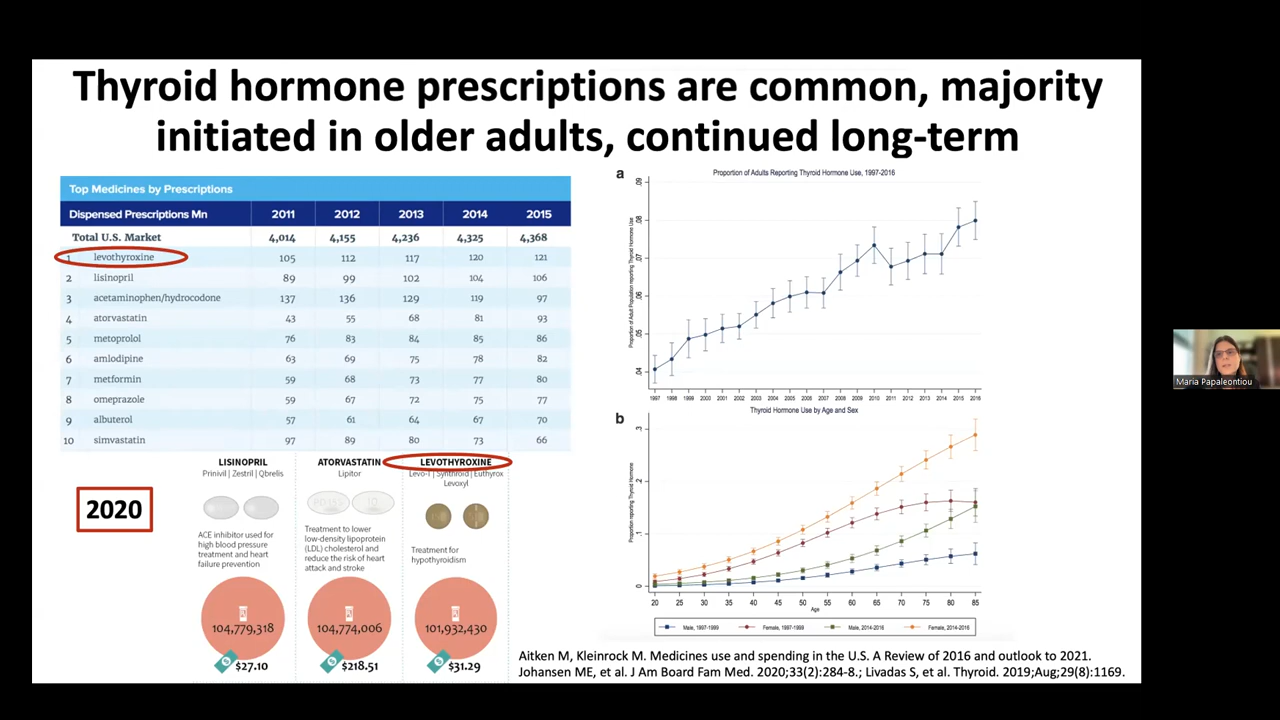 Thyroid hormone prescriptions are common, majority
initiated in older adults, continued long-term
Top Medicines by Prescriptions
Dispensed Prescriptions Mn 2011 2012 2013 2014 2015
Total U.S. Market 4,014 4,155 4,236 4,325 4,368
1 levothyroxine 105 112 117 120 121
2 lisinopril 89 99 102 104 106
3 acetaminophen/hydrocodone 137 136 129 119 97
4 atorvastatin 43 55 68 81 93
5 metoprolol 76 83 84 85 86
6 amlodipine 63 69 75 78 82
7 metformin 59 68 73 77 80
8 omeprazole 59 67 72 75 77
9 albuterol 57 61 64 67 70
10 simvastatin 97 89 80 73 66
2020
LISINOPRIL
Prinivil | Zestril | Qbrelis
ACE inhibitor used for
high blood pressure
treatment and heart
failure prevention
104,779,318
$27.10
ATORVASTATIN
Lipitor
Treatment to lower
low-density lipoprotein
(LDL) cholesterol and
reduce the risk of heart
attack and stroke
104,774,006
$218.51
LEVOTHYROXINE
Levo-T | Synthroid | Euthyrox
Levoxyl
Treatment for
hypothyroidism
101,932,430
$31.29
a
Proportion of Adults Reporting Thyroid Hormone Use, 1997-2016
Proportion of Adult Population reporting Thyroid Hormone Use
.09
.08
.07
.06
.05
.04
1997 1998 1999 2000 2001 2002 2003 2004 2005 2006 2007 2008 2009 2010 2011 2012 2013 2014 2015 2016
b
Thyroid Hormone Use by Age and Sex
Proportion reporting Thyroid Hormone
.3
.2
.1
0
20 25 30 35 40 45 50 55 60 65 70 75 80 85
Age
Male, 1997-1999 Female, 1997-1999 Male, 2014-2016 Female, 2014-2016
Aitken M, Kleinrock M. Medicines use and spending in the U.S. A Review of 2016 and outlook to 2021.
Johansen ME, et al. J Am Board Fam Med. 2020;33(2):284-8.; Livadas S, et al. Thyroid. 2019;Aug;29(8):1169.
Maria Papaleontiou